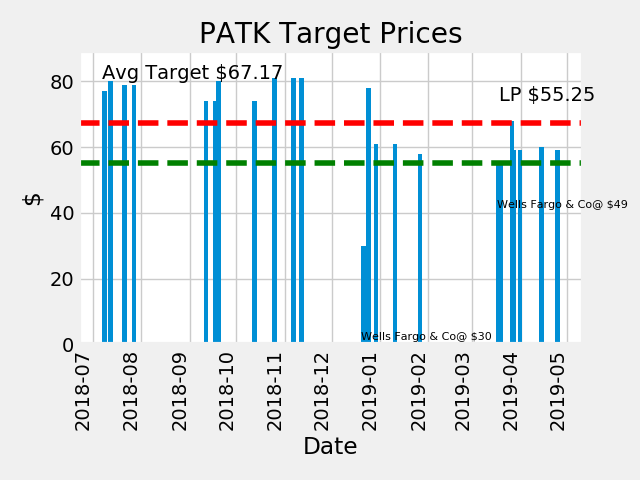 PATK Target Prices
Avg Target $67.17
LP $55.25
Wells Fargo & Co@ $49
Wells Fargo & Co@ $30
$
80
60
40
20
0
2018-07
2018-08
2018-09
2018-10
2018-11
2018-12
2019-01
2019-02
2019-03
2019-04
2019-05
Date